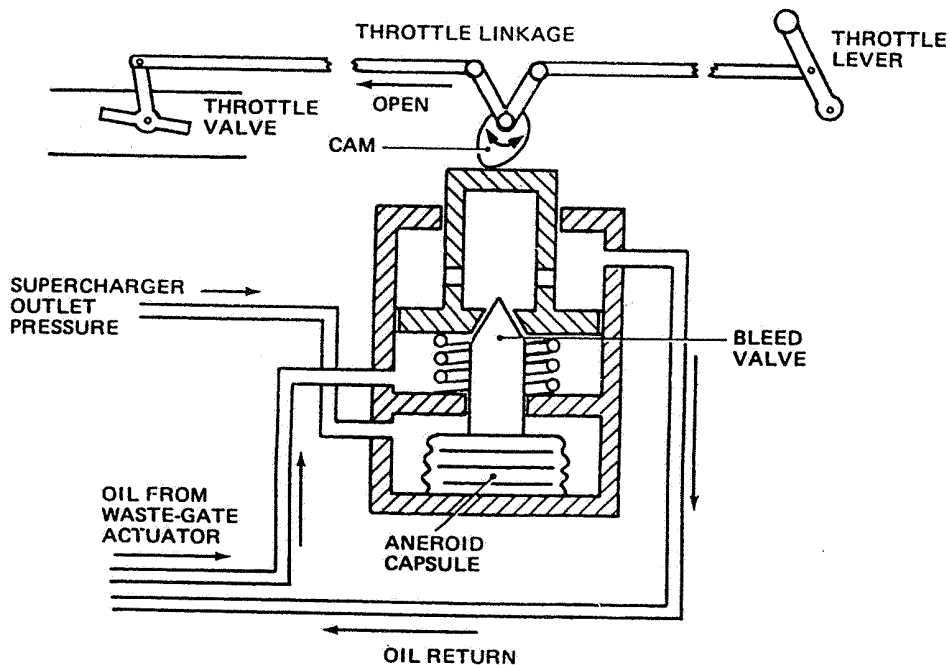 THROTTLE LINKAGE
THROTTLE
LEVER
OPEN
THROTTLE
VALVE
CAM
SUPERCHARGER
OUTLET
PRESSURE
BLEED
VALVE
OIL FROM
WASTE-GATE
ACTUATOR
ANEROID
CAPSULE
OIL RETURN